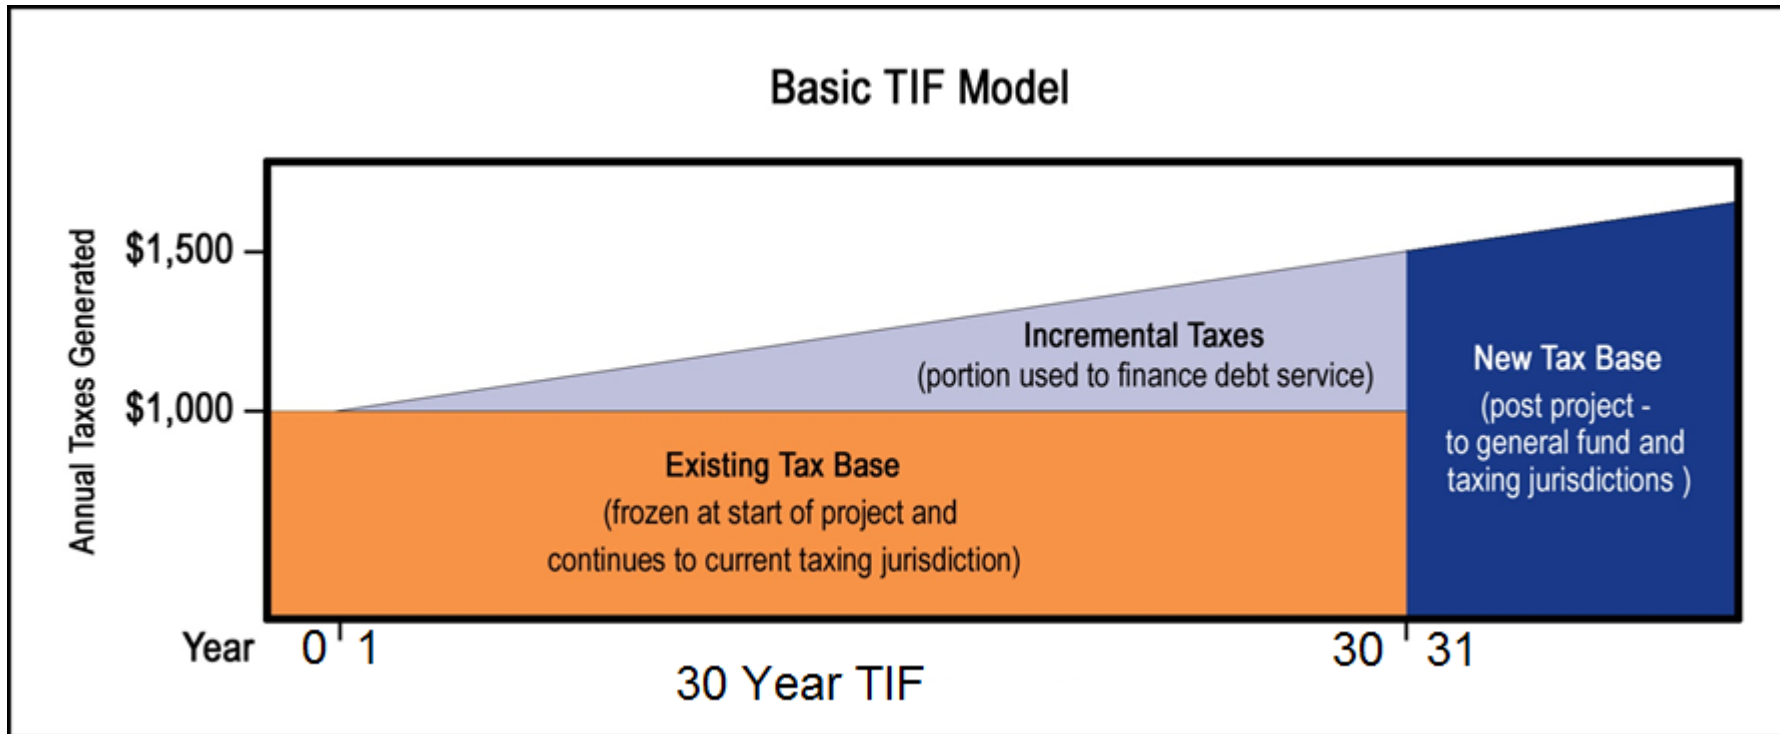 Basic TIF Model
Annual Taxes Generated
$1,500
$1,000
Incremental Taxes
(portion used to finance debt service)
Existing Tax Base
(frozen at start of project and
continues to current taxing jurisdiction)
New Tax Base
(post project -
to general fund and
taxing jurisdictions )
Year 0 1 30 31
30 Year TIF